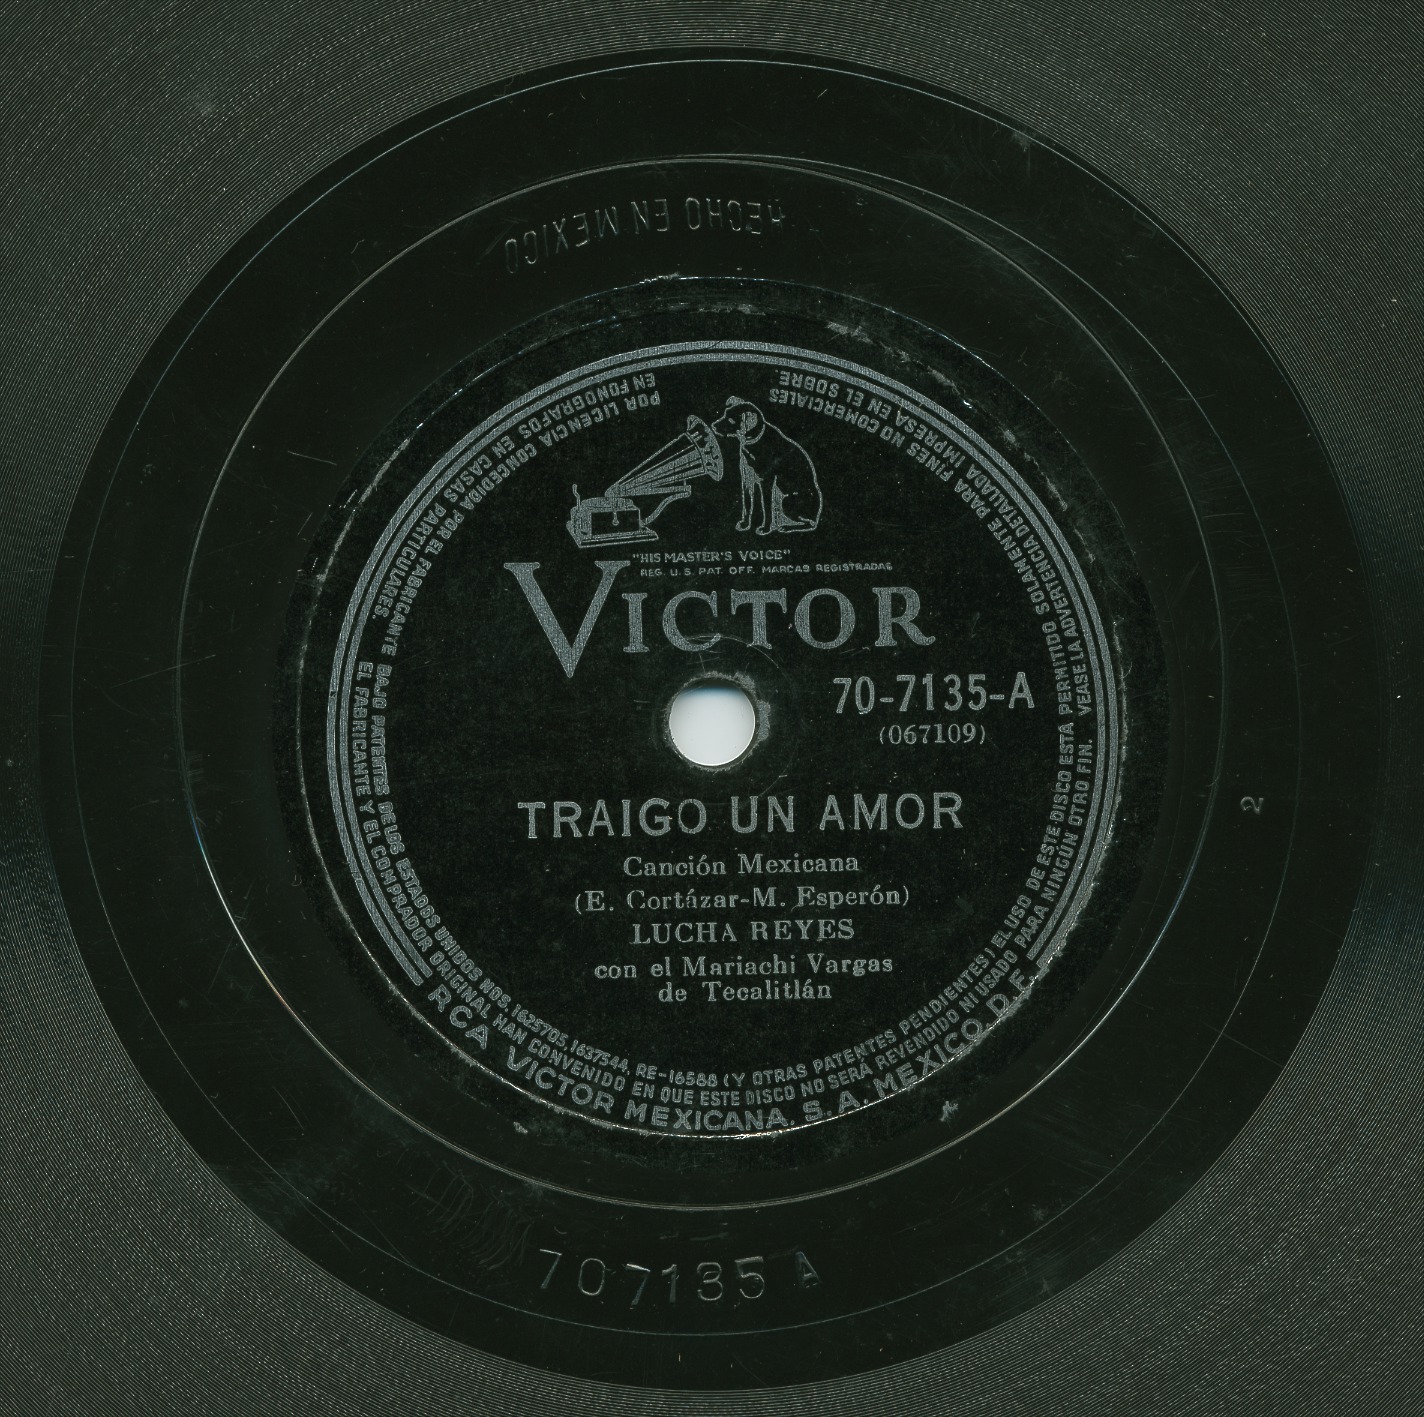 HECHO EN MEXICO
"HIS MASTER'S VOICE"
REG. U.S. PAT. OFF. MARCAS REGISTRADAS
VICTOR
70-7135-A
(067109)
TRAIGO UN AMOR
Canción Mexicana
(E. Cortázar-M. Esperón)
LUCHA REYES
con el Mariachi Vargas
de Tecalitlán
POR LICENCIA CONCEDIDA POR EL FABRICANTE BAJO PATENTES DE LOS ESTADOS UNIDOS NOS. 1625705, 1637544, RE-16588 (Y OTRAS PATENTES PENDIENTES) EL USO DE ESTE DISCO ESTA PERMITIDO SOLAMENTE PARA FINES NO COMERCIALES
EN FONOGRAFOS EN CASAS PARTICULARES. EL FABRICANTE Y EL COMPRADOR ORIGINAL HAN CONVENIDO EN QUE ESTE DISCO NO SERÁ REVENDIDO NI USADO PARA NINGÚN OTRO FIN. VEASE LA ADVERTENCIA DETALLADA IMPRESA EN EL SOBRE.
RCA VICTOR MEXICANA, S. A. MEXICO, D.F.
2
707135 A